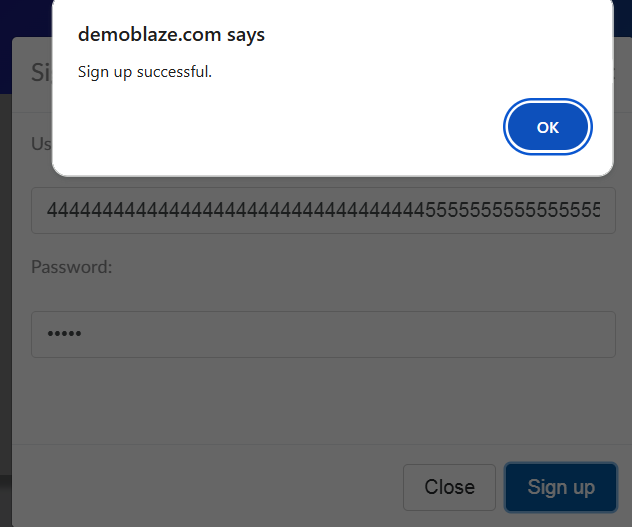 demoblaze.com says
Sign up successful.
OK
Password:
•••••
Close
Sign up